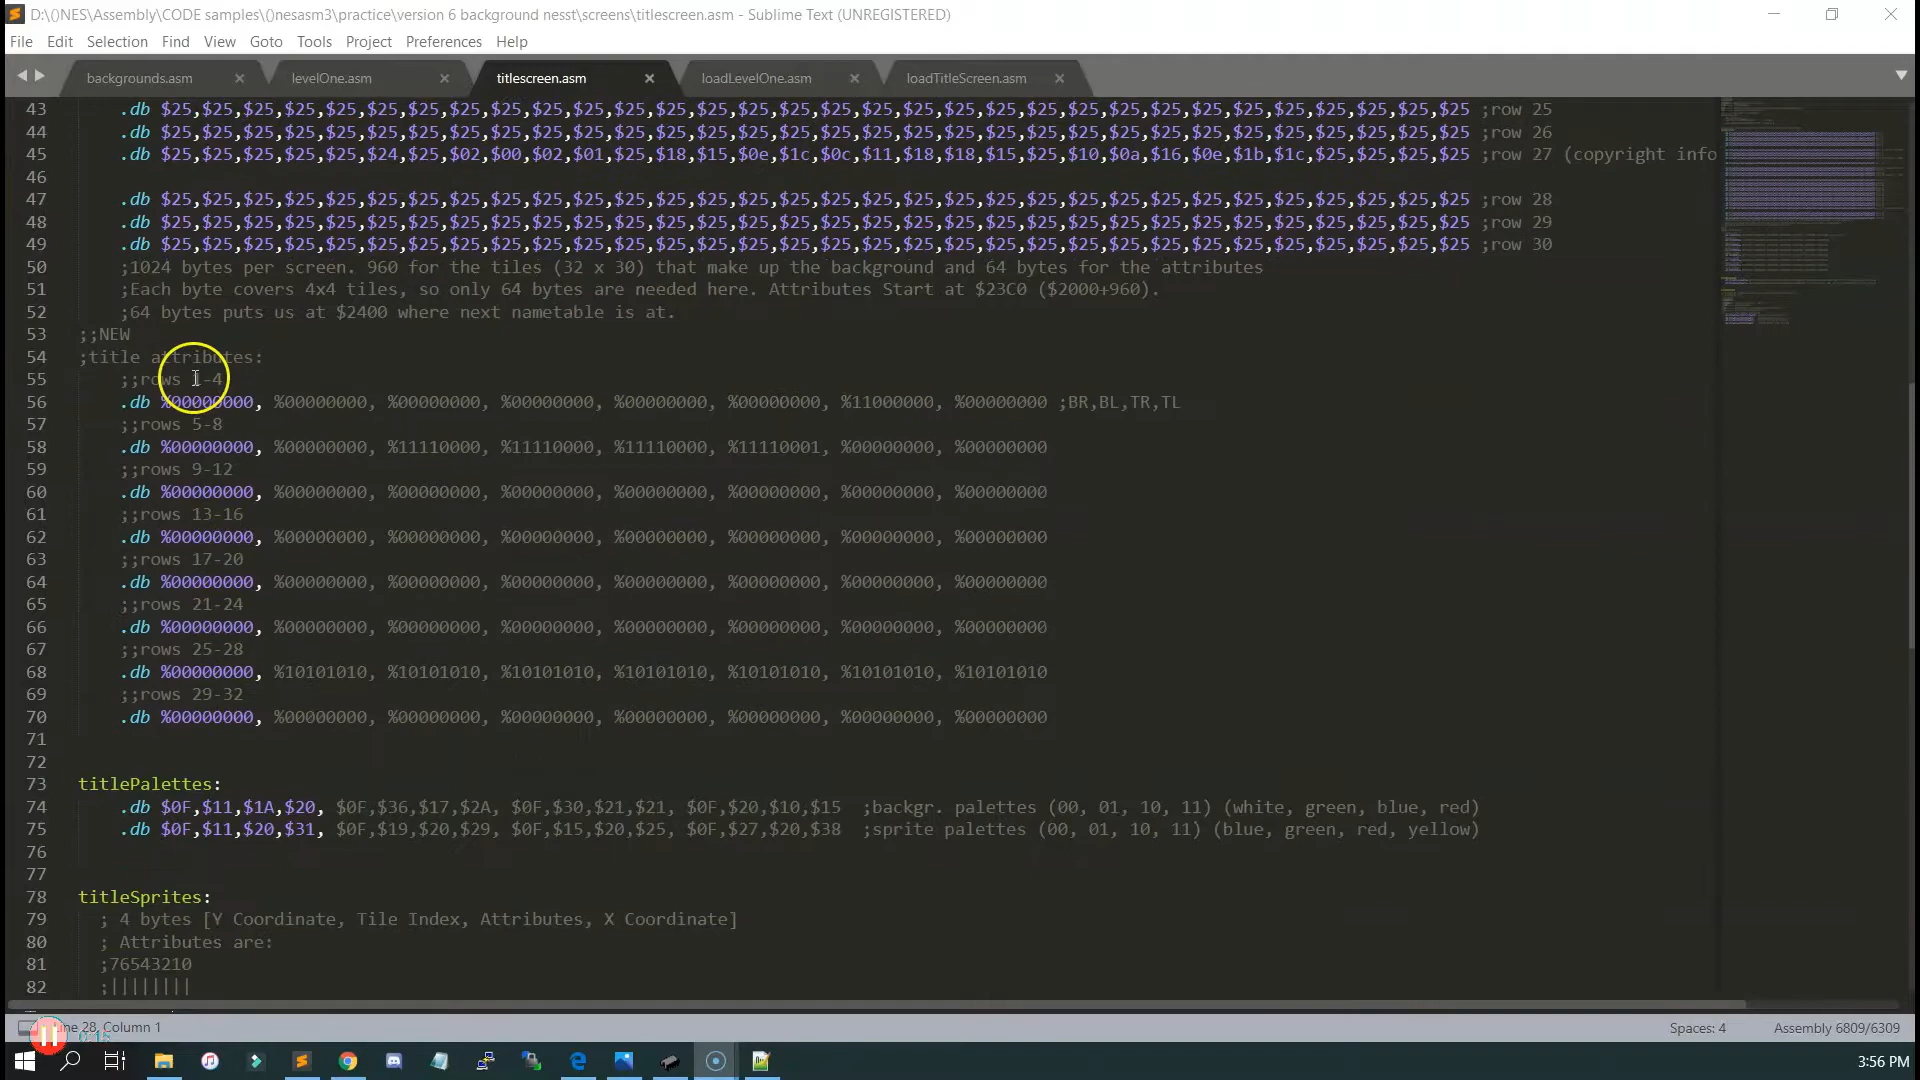 D:\()NES\Assembly\CODE samples\()nesasm3\practice\version 6 background nesst\screens\titlescreen.asm - Sublime Text (UNREGISTERED)
File Edit Selection Find View Goto Tools Project Preferences Help
backgrounds.asm levelOne.asm titlescreen.asm loadLevelOne.asm loadTitleScreen.asm
43 .db $25,$25,$25,$25,$25,$25,$25,$25,$25,$25,$25,$25,$25,$25,$25,$25,$25,$25,$25,$25,$25,$25,$25,$25,$25,$25,$25,$25,$25,$25,$25,$25 ;row 25
44 .db $25,$25,$25,$25,$25,$25,$25,$25,$25,$25,$25,$25,$25,$25,$25,$25,$25,$25,$25,$25,$25,$25,$25,$25,$25,$25,$25,$25,$25,$25,$25,$25 ;row 26
45 .db $25,$25,$25,$25,$25,$24,$25,$02,$00,$02,$01,$25,$18,$15,$0e,$1c,$0c,$11,$18,$18,$15,$25,$10,$0a,$16,$0e,$1b,$1c,$25,$25,$25,$25 ;row 27 (copyright info
46
47 .db $25,$25,$25,$25,$25,$25,$25,$25,$25,$25,$25,$25,$25,$25,$25,$25,$25,$25,$25,$25,$25,$25,$25,$25,$25,$25,$25,$25,$25,$25,$25,$25 ;row 28
48 .db $25,$25,$25,$25,$25,$25,$25,$25,$25,$25,$25,$25,$25,$25,$25,$25,$25,$25,$25,$25,$25,$25,$25,$25,$25,$25,$25,$25,$25,$25,$25,$25 ;row 29
49 .db $25,$25,$25,$25,$25,$25,$25,$25,$25,$25,$25,$25,$25,$25,$25,$25,$25,$25,$25,$25,$25,$25,$25,$25,$25,$25,$25,$25,$25,$25,$25,$25 ;row 30
50 ;1024 bytes per screen. 960 for the tiles (32 x 30) that make up the background and 64 bytes for the attributes
51 ;Each byte covers 4x4 tiles, so only 64 bytes are needed here. Attributes Start at $23C0 ($2000+960).
52 ;64 bytes puts us at $2400 where next nametable is at.
53 ;;NEW
54 ;title attributes:
55 ;;rows 1-4
56 .db %00000000, %00000000, %00000000, %00000000, %00000000, %00000000, %11000000, %00000000 ;BR,BL,TR,TL
57 ;;rows 5-8
58 .db %00000000, %00000000, %11110000, %11110000, %11110000, %11110001, %00000000, %00000000
59 ;;rows 9-12
60 .db %00000000, %00000000, %00000000, %00000000, %00000000, %00000000, %00000000, %00000000
61 ;;rows 13-16
62 .db %00000000, %00000000, %00000000, %00000000, %00000000, %00000000, %00000000, %00000000
63 ;;rows 17-20
64 .db %00000000, %00000000, %00000000, %00000000, %00000000, %00000000, %00000000, %00000000
65 ;;rows 21-24
66 .db %00000000, %00000000, %00000000, %00000000, %00000000, %00000000, %00000000, %00000000
67 ;;rows 25-28
68 .db %00000000, %10101010, %10101010, %10101010, %10101010, %10101010, %10101010, %10101010
69 ;;rows 29-32
70 .db %00000000, %00000000, %00000000, %00000000, %00000000, %00000000, %00000000, %00000000
71
72
73 titlePalettes:
74 .db $0F,$11,$1A,$20, $0F,$36,$17,$2A, $0F,$30,$21,$21, $0F,$20,$10,$15 ;backgr. palettes (00, 01, 10, 11) (white, green, blue, red)
75 .db $0F,$11,$20,$31, $0F,$19,$20,$29, $0F,$15,$20,$25, $0F,$27,$20,$38 ;sprite palettes (00, 01, 10, 11) (blue, green, red, yellow)
76
77
78 titleSprites:
79 ; 4 bytes [Y Coordinate, Tile Index, Attributes, X Coordinate]
80 ; Attributes are:
81 ;76543210
82 ;||||||||
Line 28, Column 1 Spaces: 4 Assembly 6809/6309
3:56 PM